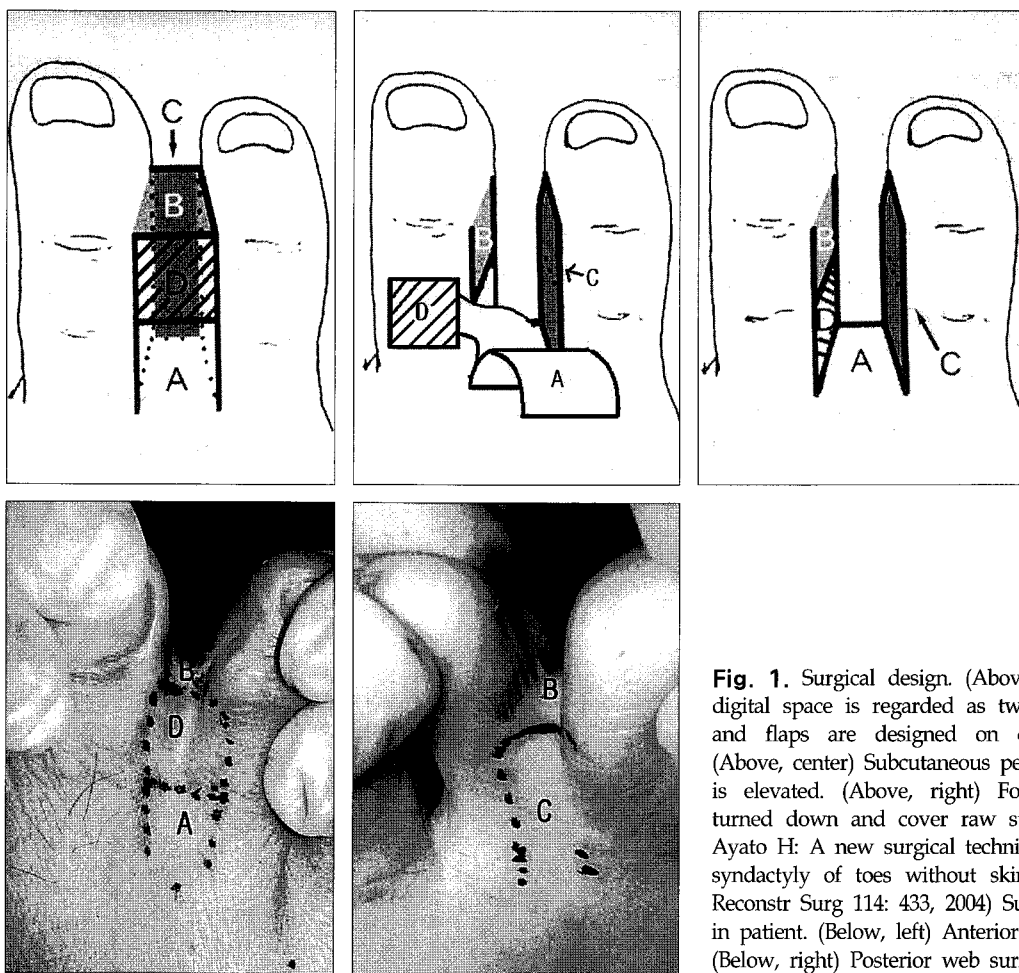 C
B
D
A
B
C
D
A
B
D
A
C
B
D
A
B
C
Fig. 1. Surgical design. (Above
digital space is regarded as tw
and flaps are designed on
(Above, center) Subcutaneous pe
is elevated. (Above, right) Fo
turned down and cover raw s
Ayato H: A new surgical techni
syndactyly of toes without skin
Reconstr Surg 114: 433, 2004) Su
in patient. (Below, left) Anterior
(Below, right) Posterior web sur